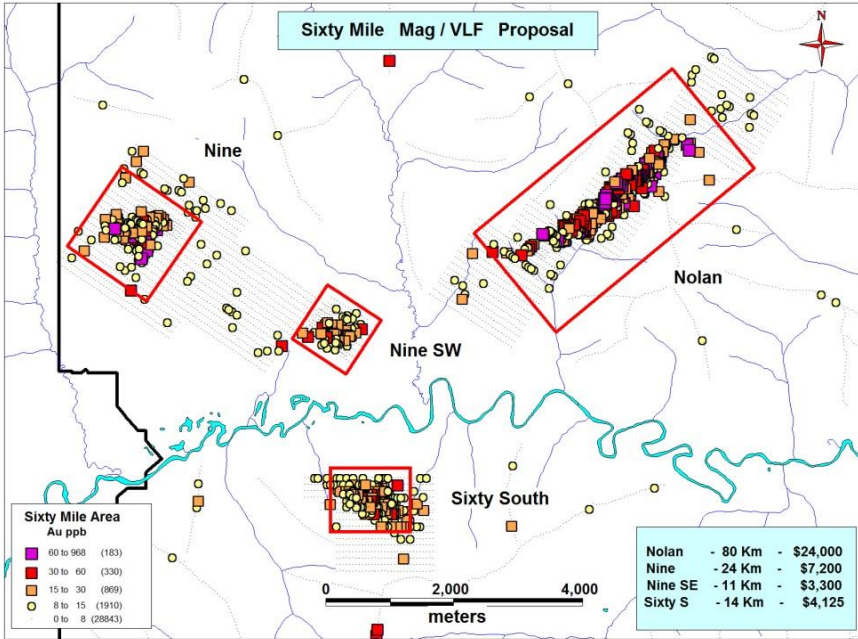 Sixty Mile Mag / VLF Proposal
N
Nine
Nolan
Nine SW
Sixty South
Sixty Mile Area
Au ppb
60 to 968 (183)
30 to 60 (330)
15 to 30 (869)
8 to 15 (1910)
0 to 8 (28843)
0 2,000 4,000
meters
Nolan - 80 Km - $24,000
Nine - 24 Km - $7,200
Nine SE - 11 Km - $3,300
Sixty S - 14 Km - $4,125